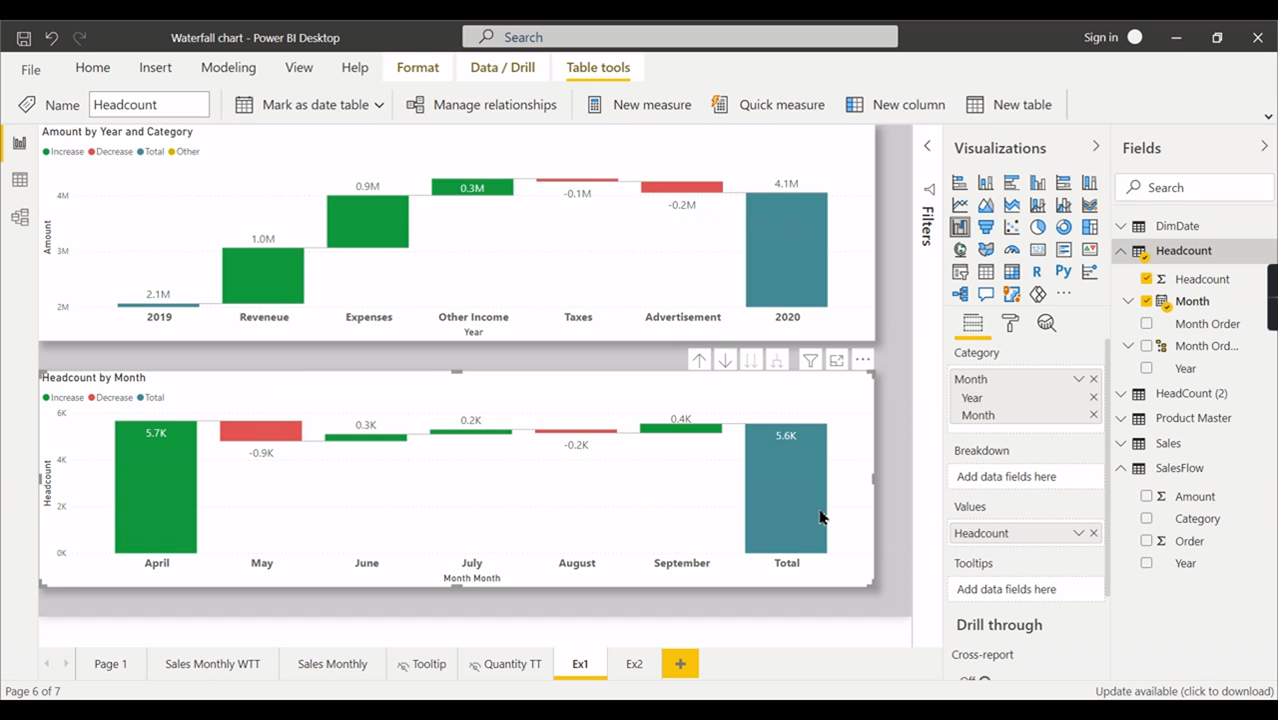 Waterfall chart - Power BI Desktop
Search
Sign in
File
Home
Insert
Modeling
View
Help
Format
Data / Drill
Table tools
Name
Headcount
Mark as date table
Manage relationships
New measure
Quick measure
New column
New table
Amount by Year and Category
Increase Decrease Total Other
4M
3M
2M
Amount
2.1M
1.0M
0.9M
0.3M
-0.1M
-0.2M
4.1M
2019
Reveneue
Expenses
Other Income
Taxes
Advertisement
2020
Year
Headcount by Month
Increase Decrease Total
6K
4K
2K
0K
Headcount
5.7K
-0.9K
0.3K
0.2K
-0.2K
0.4K
5.6K
April
May
June
July
August
September
Total
Month Month
Filters
Visualizations
R
Py
Category
Month
Year
Month
Breakdown
Add data fields here
Values
Headcount
Tooltips
Add data fields here
Drill through
Cross-report
Off
Fields
Search
DimDate
Headcount
Σ Headcount
Month
Month Order
Month Ord...
Year
HeadCount (2)
Product Master
Sales
SalesFlow
Σ Amount
Category
Σ Order
Year
Page 1
Sales Monthly WTT
Sales Monthly
Tooltip
Quantity TT
Ex1
Ex2
Page 6 of 7
Update available (click to download)